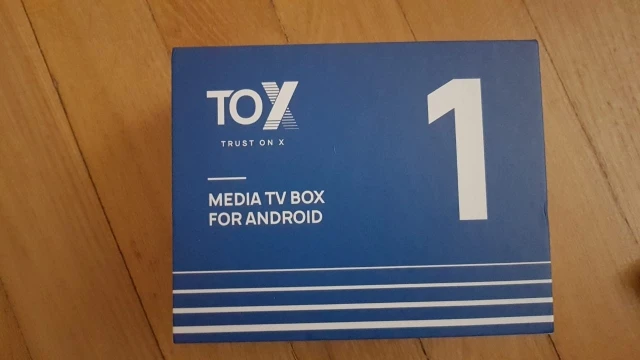 TOX
TRUST ON X
1
MEDIA TV BOX
FOR ANDROID